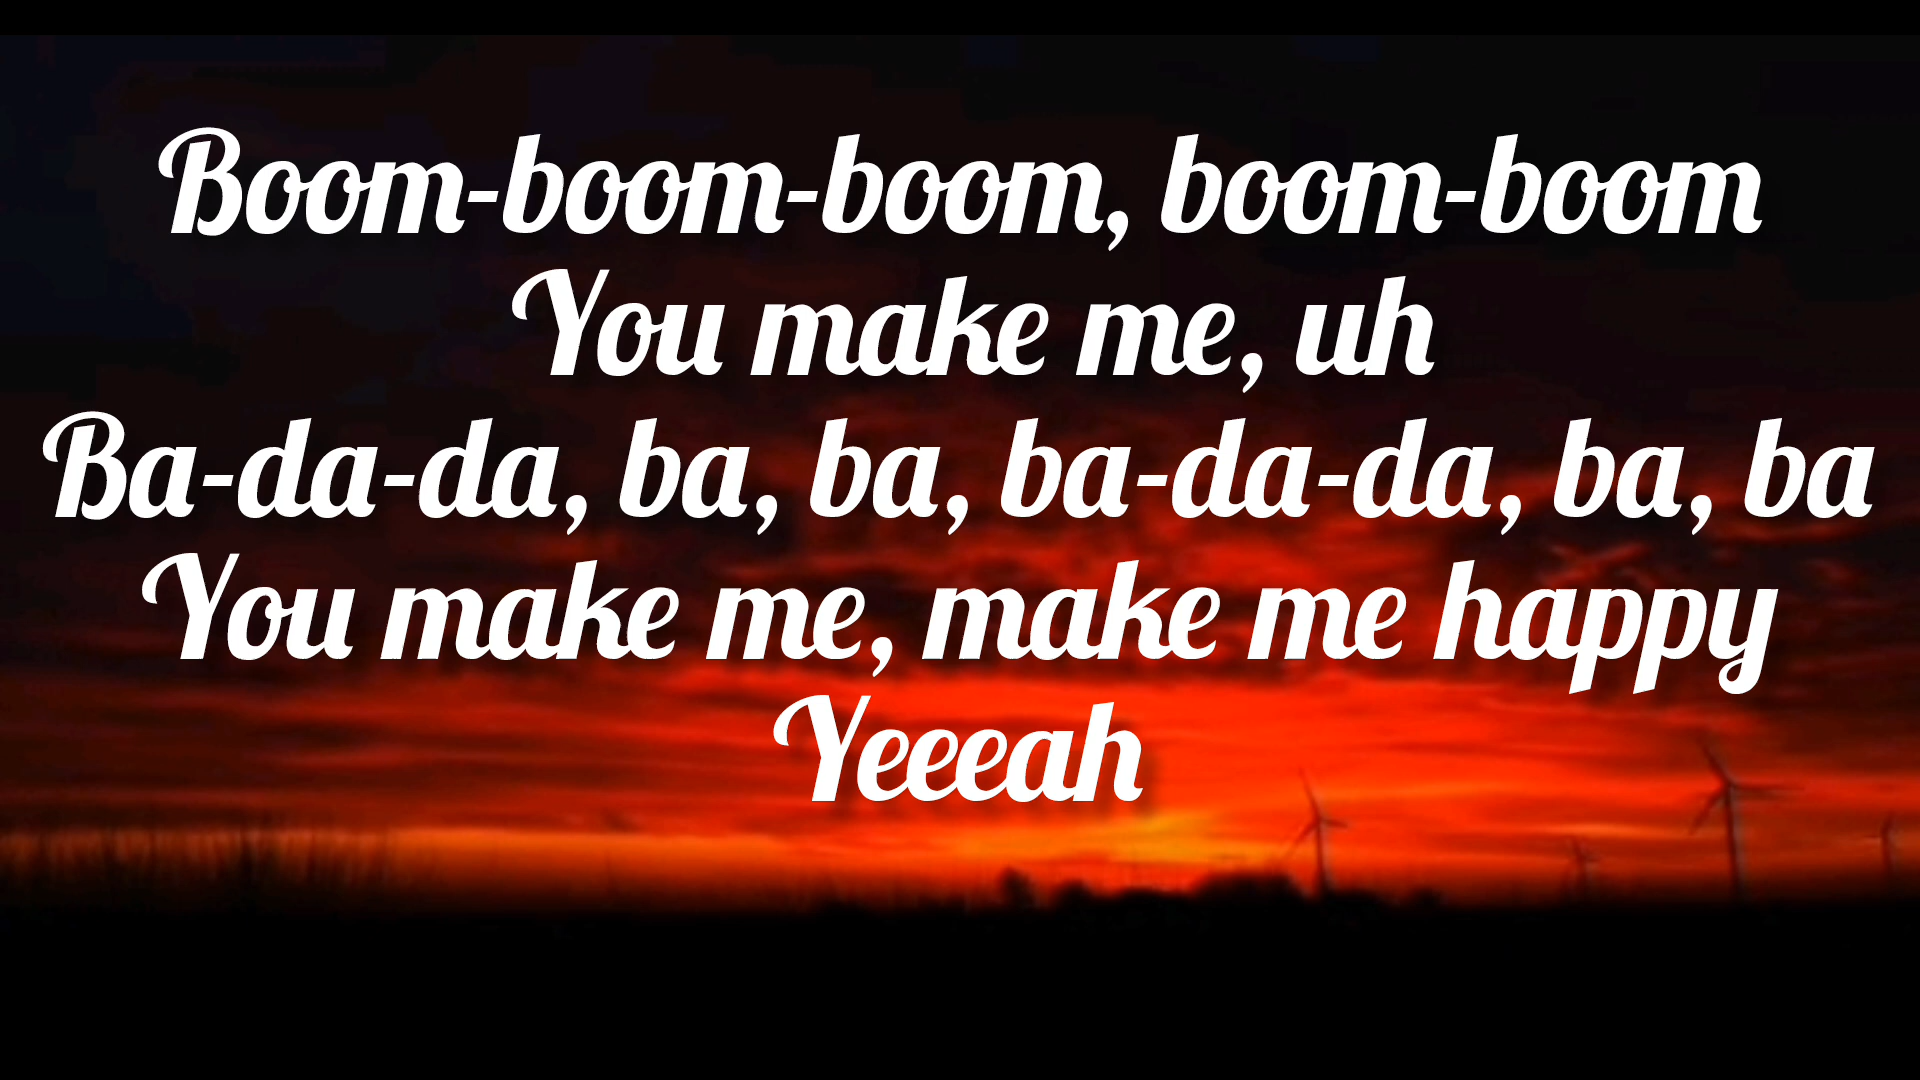 Boom-boom-boom, boom-boom
You make me, uh
Ba-da-da, ba, ba, ba-da-da, ba, ba
You make me, make me happy
Yeeeah